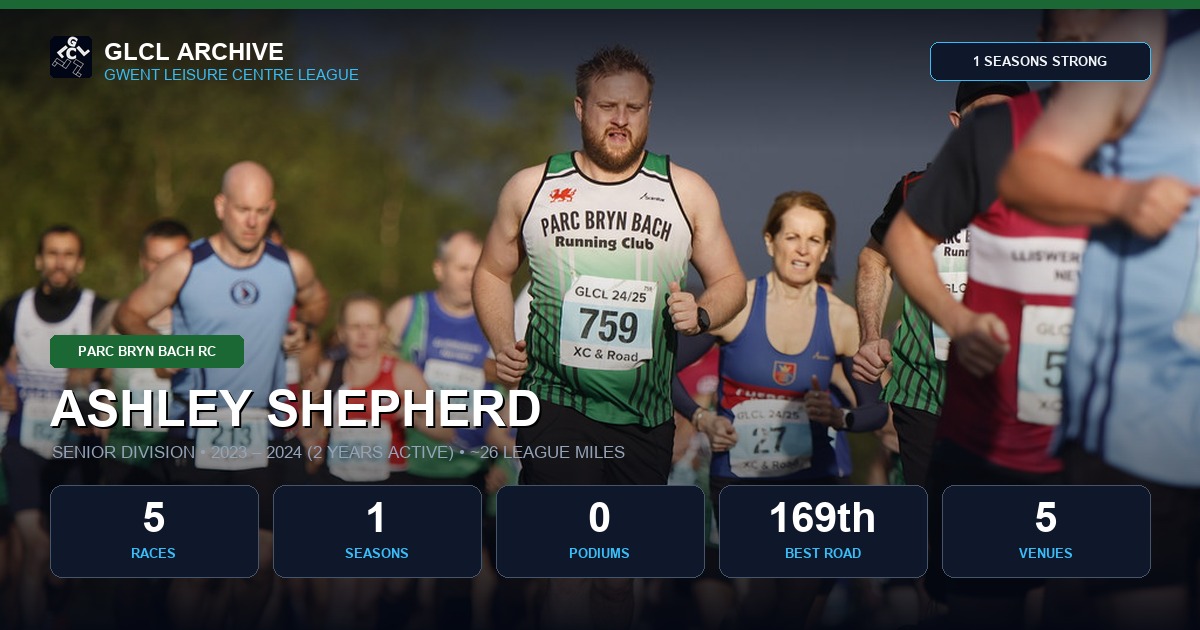 GLCL ARCHIVE
GWENT LEISURE CENTRE LEAGUE
1 SEASONS STRONG
PARC BRYN BACH
Running Club
GLCL 24/25
759
XC & Road
GLCL 24/25
27
XC & Road
213
PARC BRYN BACH RC
ASHLEY SHEPHERD
SENIOR DIVISION • 2023 – 2024 (2 YEARS ACTIVE) • ~26 LEAGUE MILES
5
RACES
1
SEASONS
0
PODIUMS
169th
BEST ROAD
5
VENUES